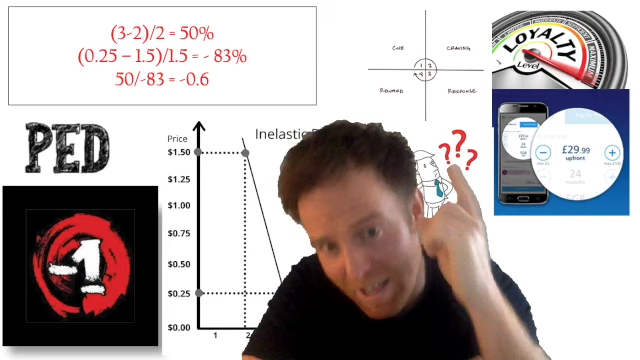 (3-2)/2 = 50%
(0.25 – 1.5)/1.5 = - 83%
50/-83 = -0.6
CUE
CRAVING
1 2
4 3
REWARD
RESPONSE
LOYALTY
Level
PED
-1
Price
Inelastic
$1.50
$1.25
$1.00
$0.75
$0.50
$0.25
$0.00
1
2
???
£29.99
upfront
24
months